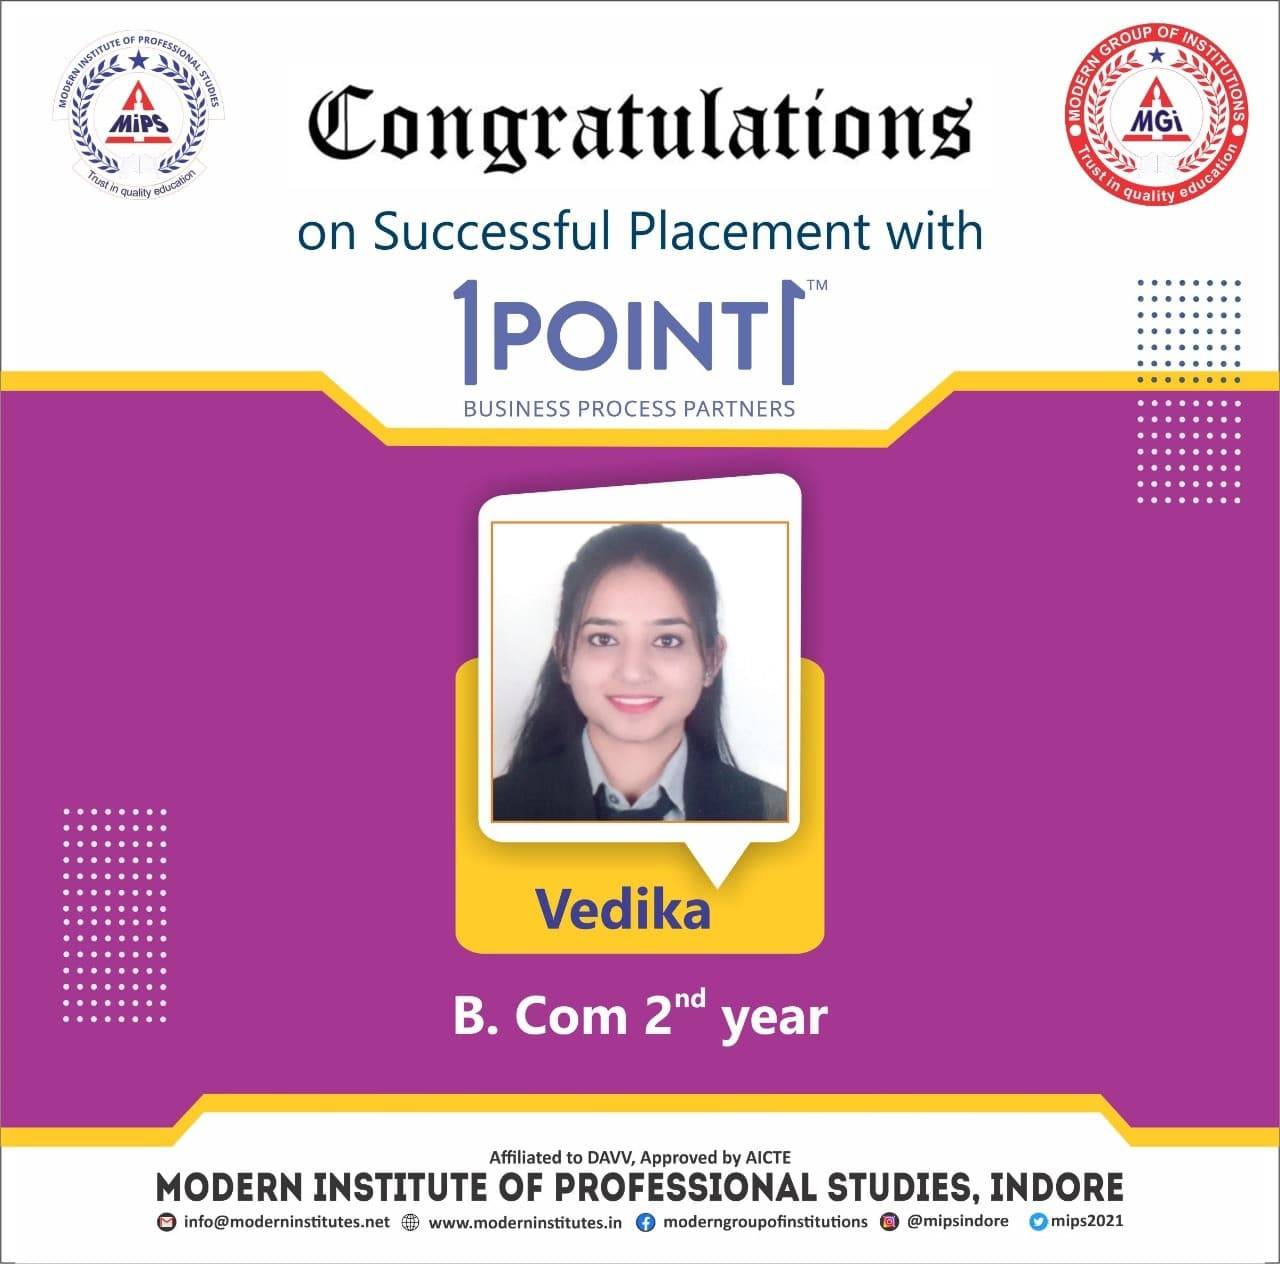 MODERN INSTITUTE OF PROFESSIONAL STUDIES
MiPS
Trust in quality education
Congratulations
MODERN GROUP OF INSTITUTIONS
MGi
Trust in quality education
on Successful Placement with
1POINT1™
BUSINESS PROCESS PARTNERS
Vedika
B. Com 2nd year
Affiliated to DAVV, Approved by AICTE
MODERN INSTITUTE OF PROFESSIONAL STUDIES, INDORE
info@moderninstitutes.net www.moderninstitutes.in moderngroupofinstitutions @mipsindore mips2021